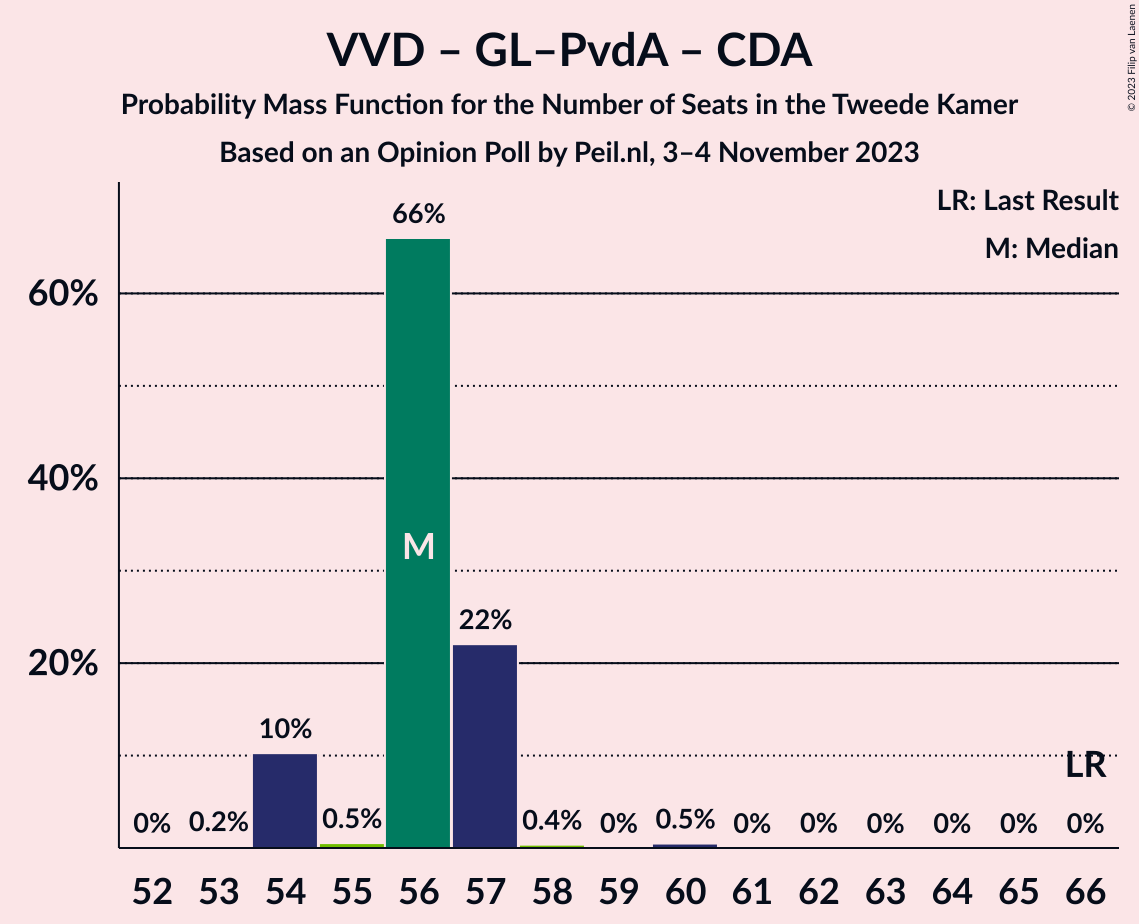 VVD – GL–PvdA – CDA
Probability Mass Function for the Number of Seats in the Tweede Kamer
Based on an Opinion Poll by Peil.nl, 3–4 November 2023
© 2023 Filip van Laenen
LR: Last Result
M: Median
60%
40%
20%
0%
0.2%
10%
0.5%
66%
M
22%
0.4%
0%
0.5%
0%
0%
0%
0%
0%
0%
LR
52 53 54 55 56 57 58 59 60 61 62 63 64 65 66